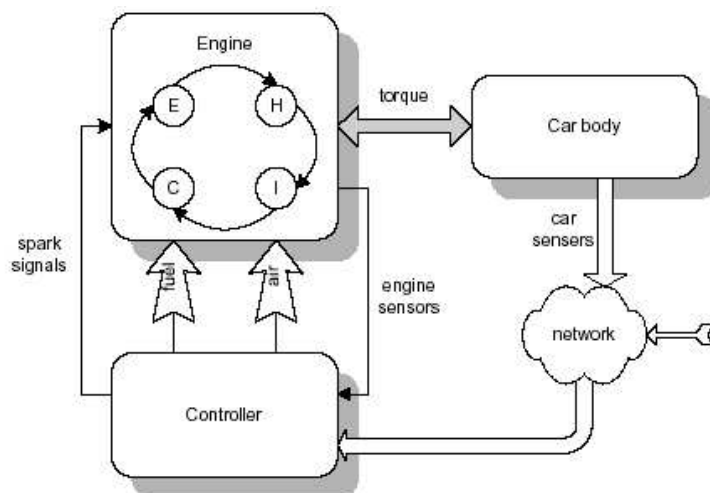 Engine
E
H
C
I
torque
Car body
spark
signals
fuel
air
engine
sensors
car
sensers
network
Controller